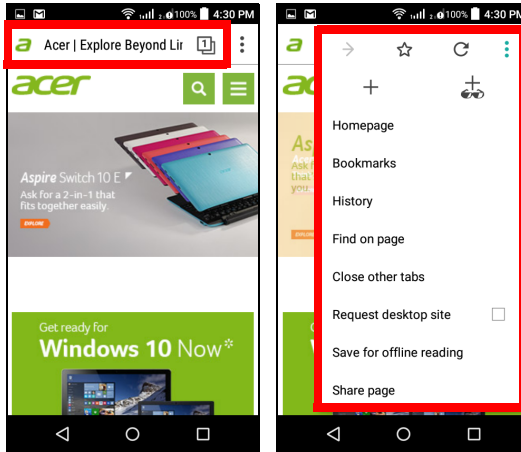 100% 4:30 PM
Acer | Explore Beyond Lir
1
acer
Aspire Switch 10 E
Ask for a 2-in-1 that
fits together easily.
EXPLORE
Get ready for
Windows 10 Now*
100% 4:30 PM
Homepage
Bookmarks
History
Find on page
Close other tabs
Request desktop site
Save for offline reading
Share page